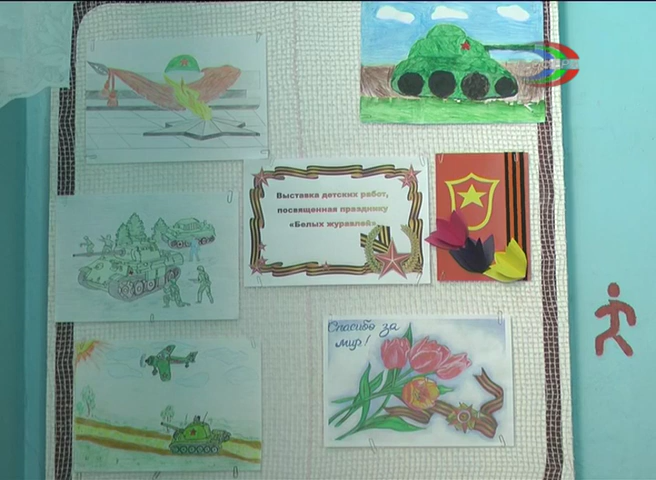 Выставка детских работ,
посвященная празднику
«Белых журавлей»
Спасибо за
мир!